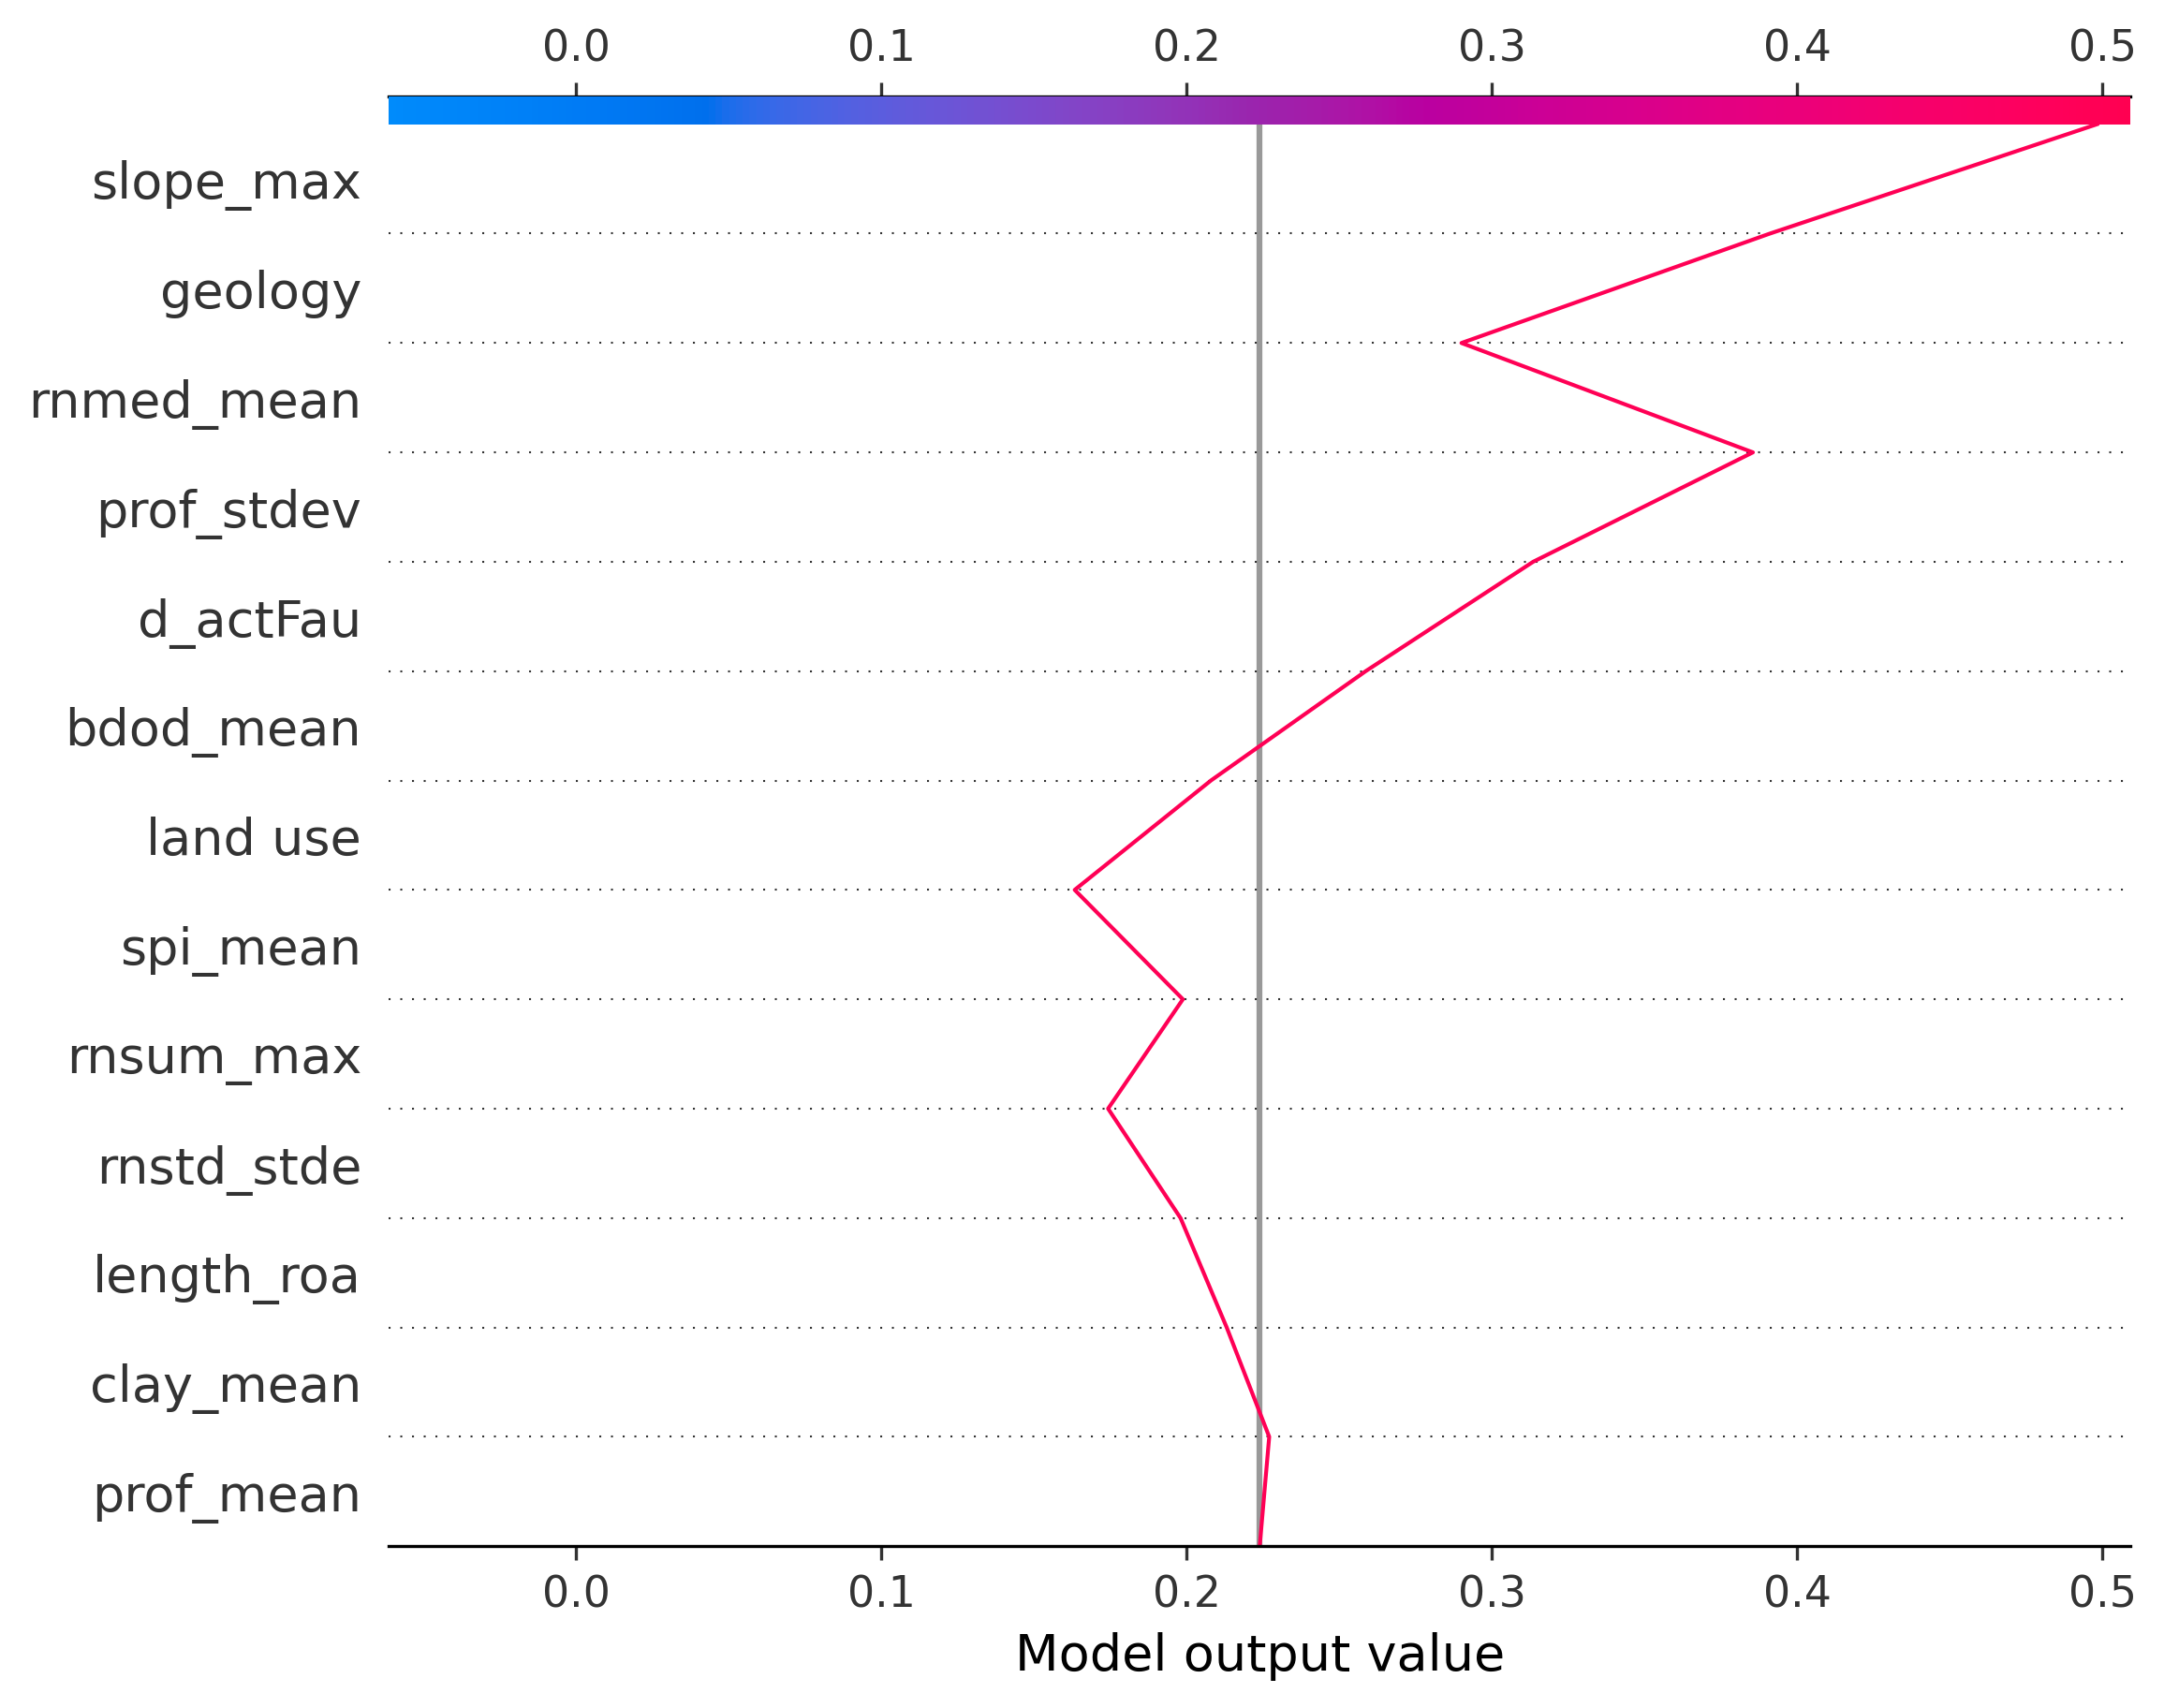 0.0 0.1 0.2 0.3 0.4 0.5
slope_max
geology
rnmed_mean
prof_stdev
d_actFau
bdod_mean
land use
spi_mean
rnsum_max
rnstd_stde
length_roa
clay_mean
prof_mean
0.0 0.1 0.2 0.3 0.4 0.5
Model output value